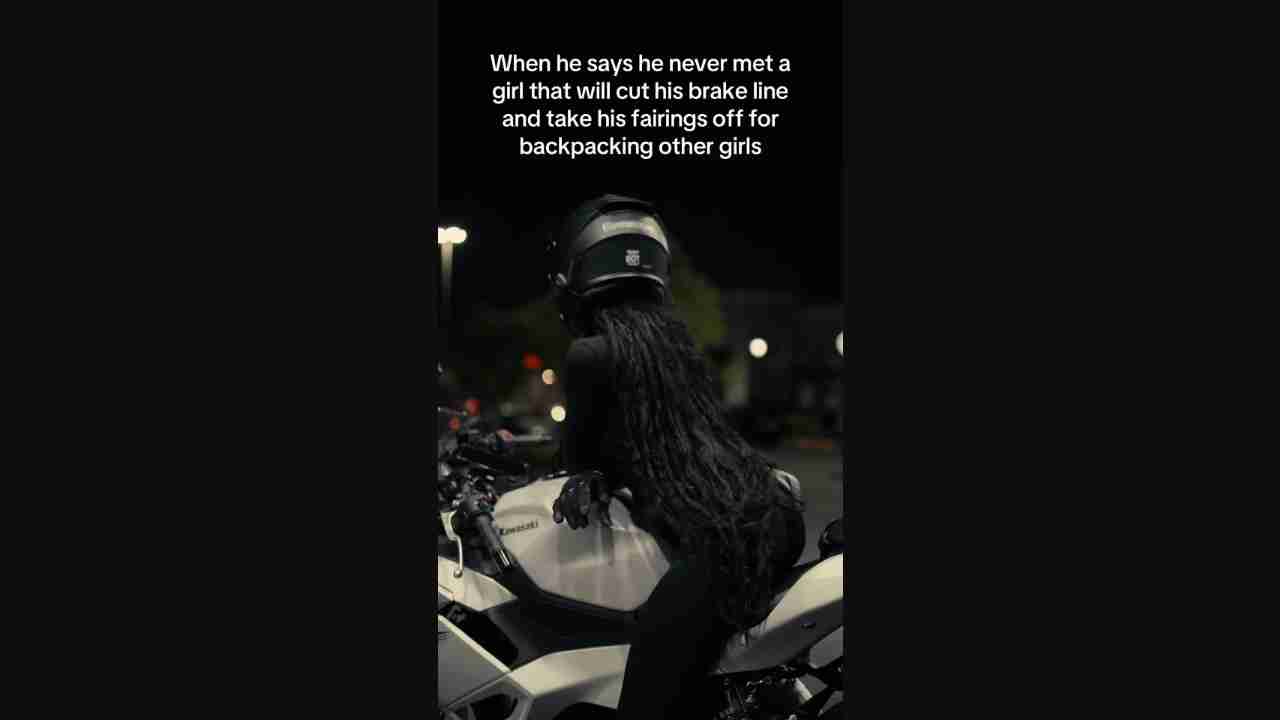 When he says he never met a
girl that will cut his brake line
and take his fairings off for
backpacking other girls
Kawasaki